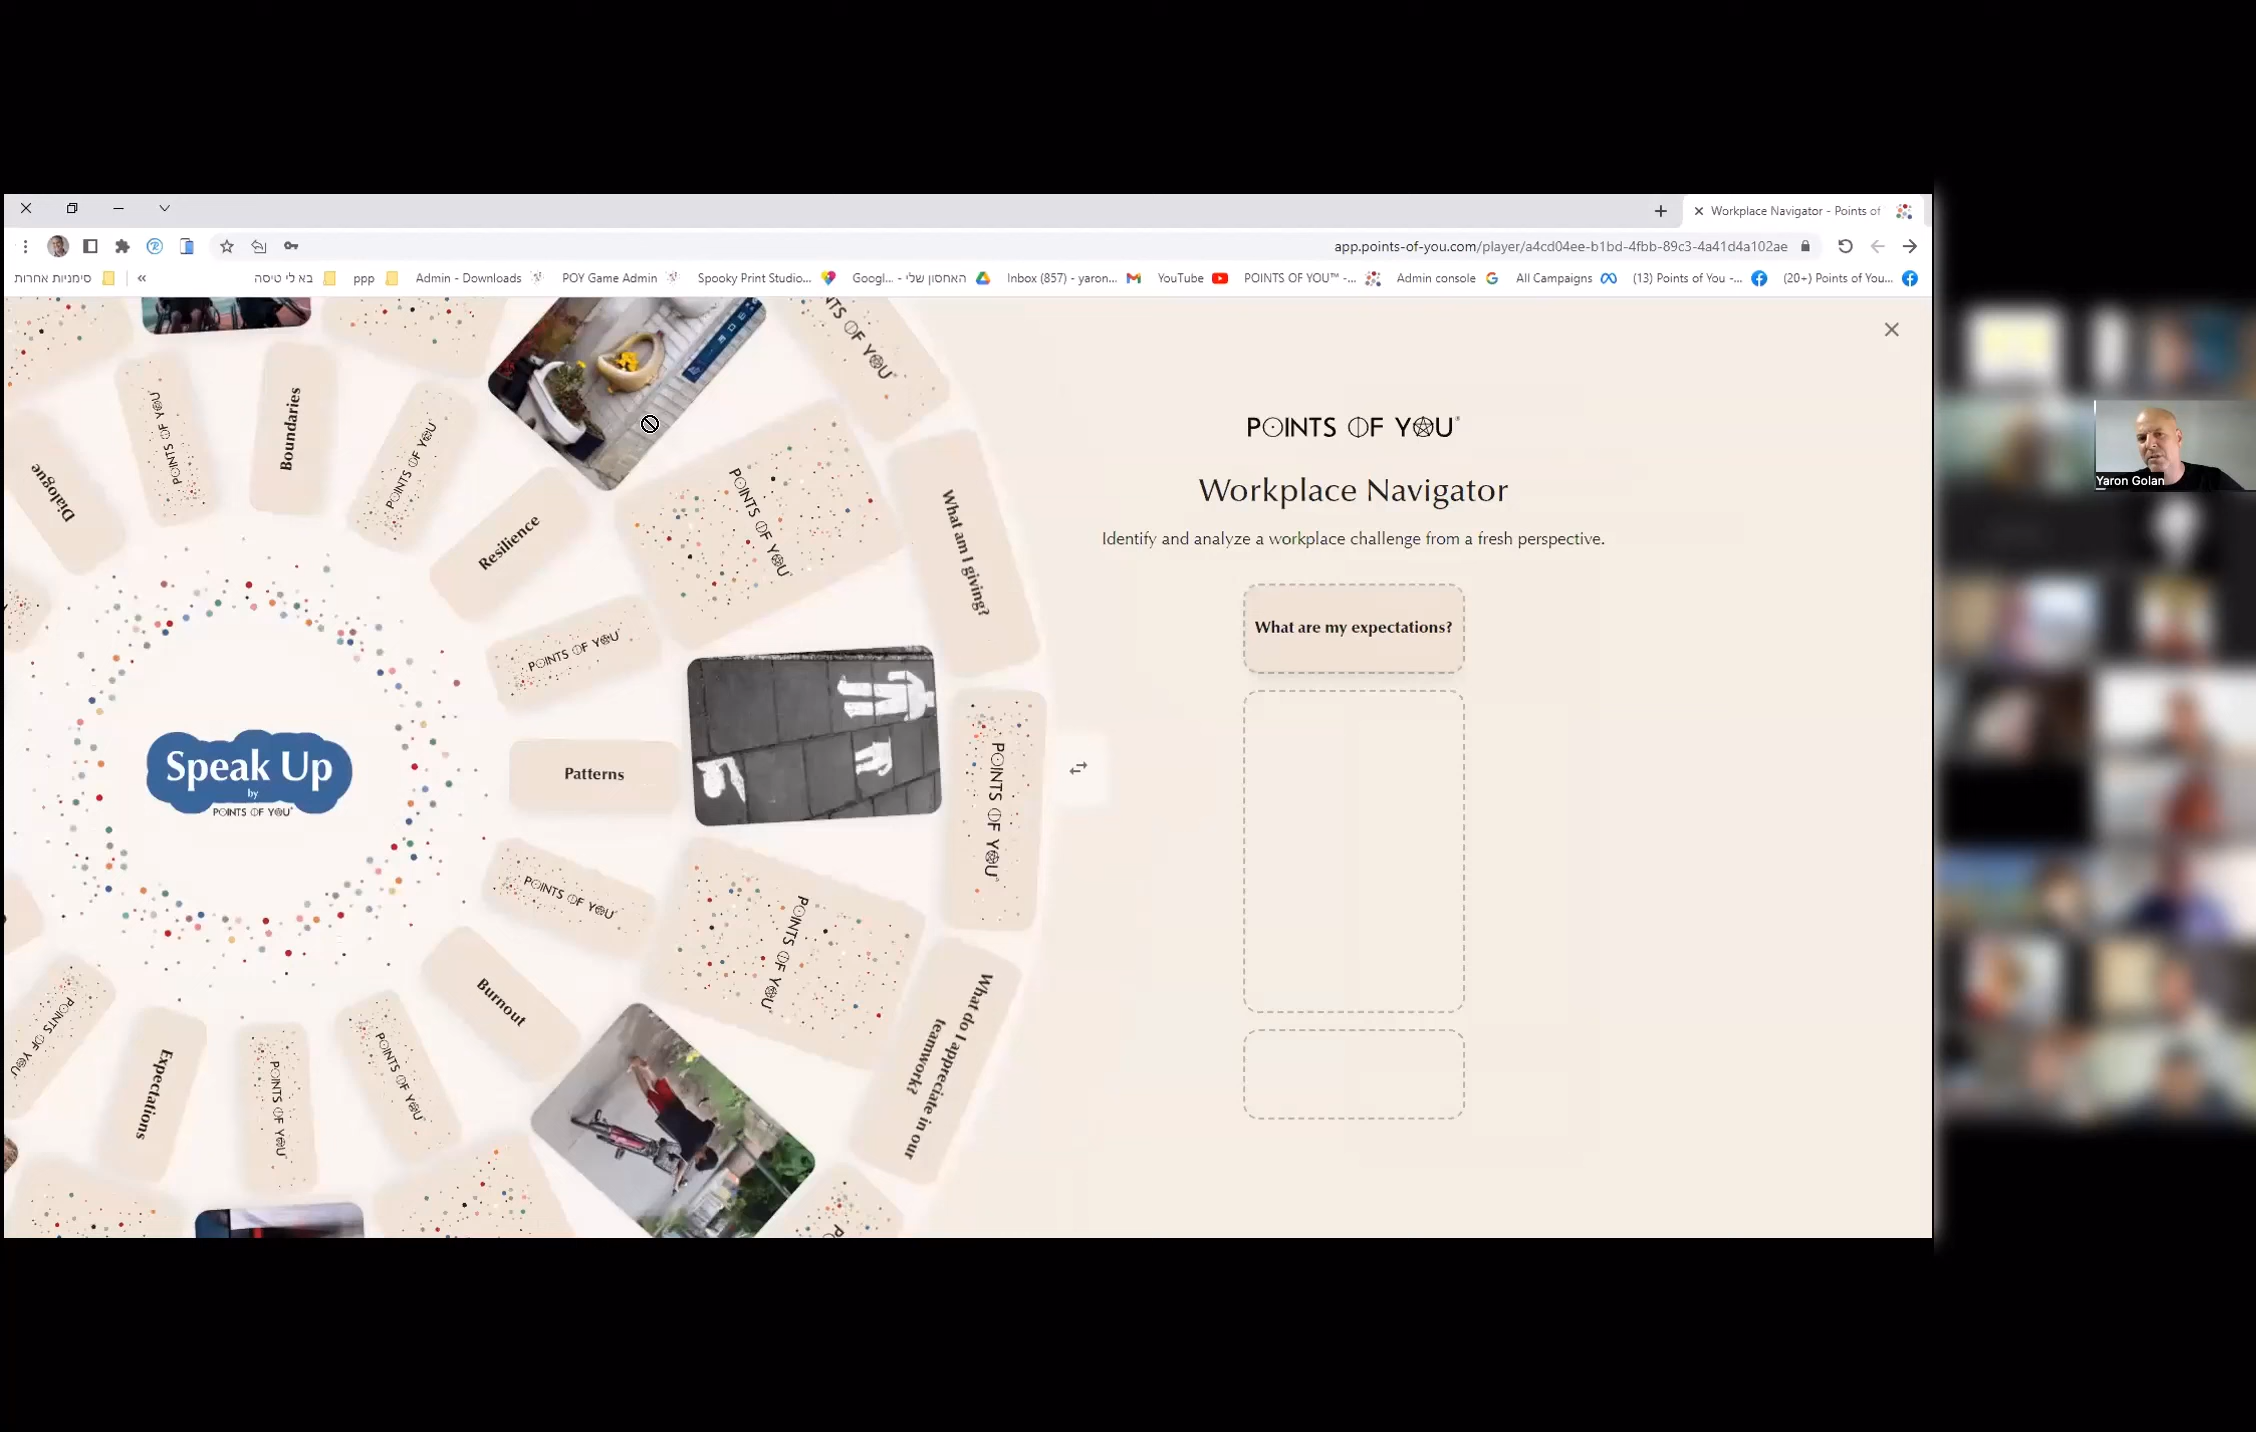 Workplace Navigator - Points of
app.points-of-you.com/player/a4cd04ee-b1bd-4fbb-89c3-4a41d4a102ae
סימניות אחרות
«
בא לי טיסה
ppp
Admin - Downloads
POY Game Admin
Spooky Print Studio...
Googl... - האחסון שלי
Inbox (857) - yaron...
YouTube
POINTS OF YOU™ -...
Admin console
All Campaigns
(13) Points of You -...
(20+) Points of You...
POINTS OF YOU®
Workplace Navigator
Identify and analyze a workplace challenge from a fresh perspective.
What are my expectations?
Speak Up
by
POINTS OF YOU®
Dialogue
POINTS OF YOU®
Boundaries
POINTS OF YOU®
Resilience
POINTS OF YOU®
Patterns
POINTS OF YOU®
Burnout
POINTS OF YOU®
POINTS OF YOU®
Expectations
POINTS OF YOU®
NTS OF YOU®
POINTS OF YOU®
What am I giving?
POINTS OF YOU®
POINTS OF YOU®
What do I appreciate in our
teamwork?
Yaron Golan